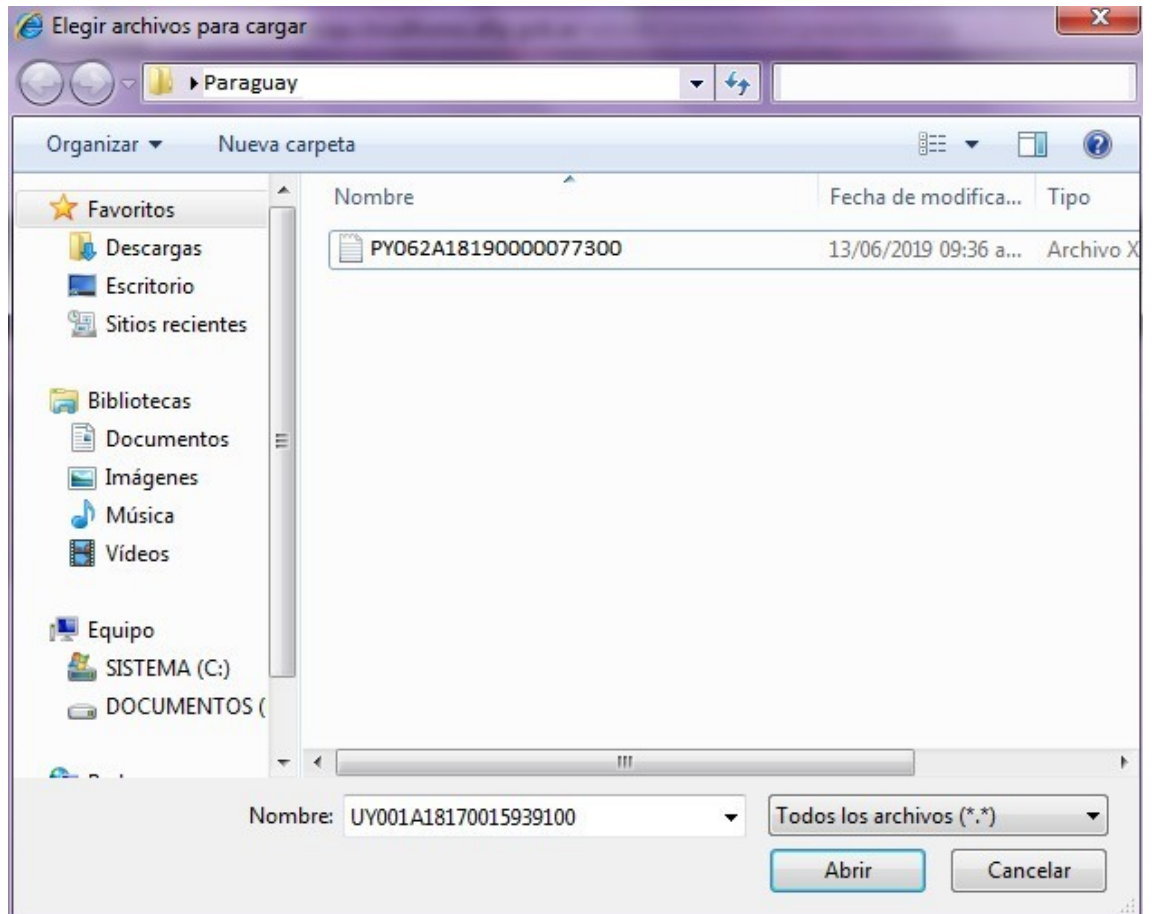 Elegir archivos para cargar
Paraguay
Organizar
Nueva carpeta
Nombre
Fecha de modifica...
Tipo
PY062A18190000077300
13/06/2019 09:36 a...
Archivo X
Favoritos
Descargas
Escritorio
Sitios recientes
Bibliotecas
Documentos
Imágenes
Música
Vídeos
Equipo
SISTEMA (C:)
DOCUMENTOS (
Nombre: UY001A18170015939100
Todos los archivos (*.*)
Abrir
Cancelar